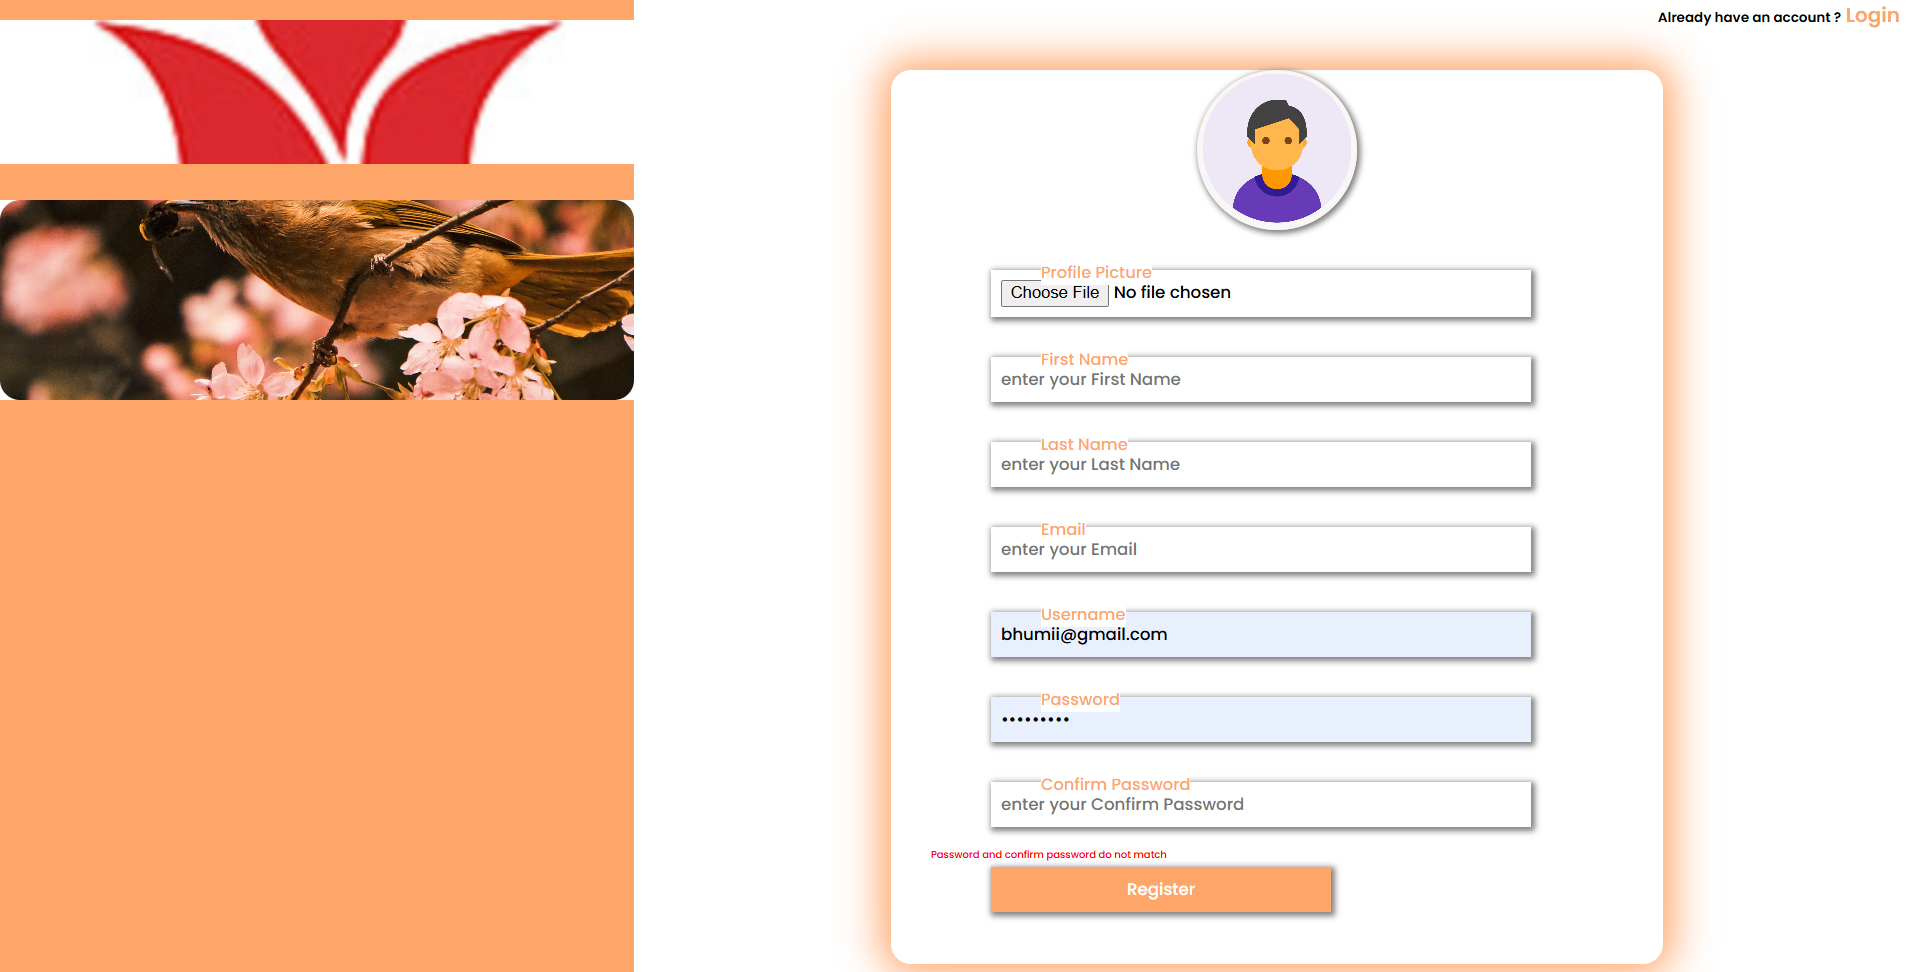 Already have an account ? Login
Profile Picture
Choose File No file chosen
First Name
enter your First Name
Last Name
enter your Last Name
Email
enter your Email
Username
bhumii@gmail.com
Password
•••••••••
Confirm Password
enter your Confirm Password
Password and confirm password do not match
Register